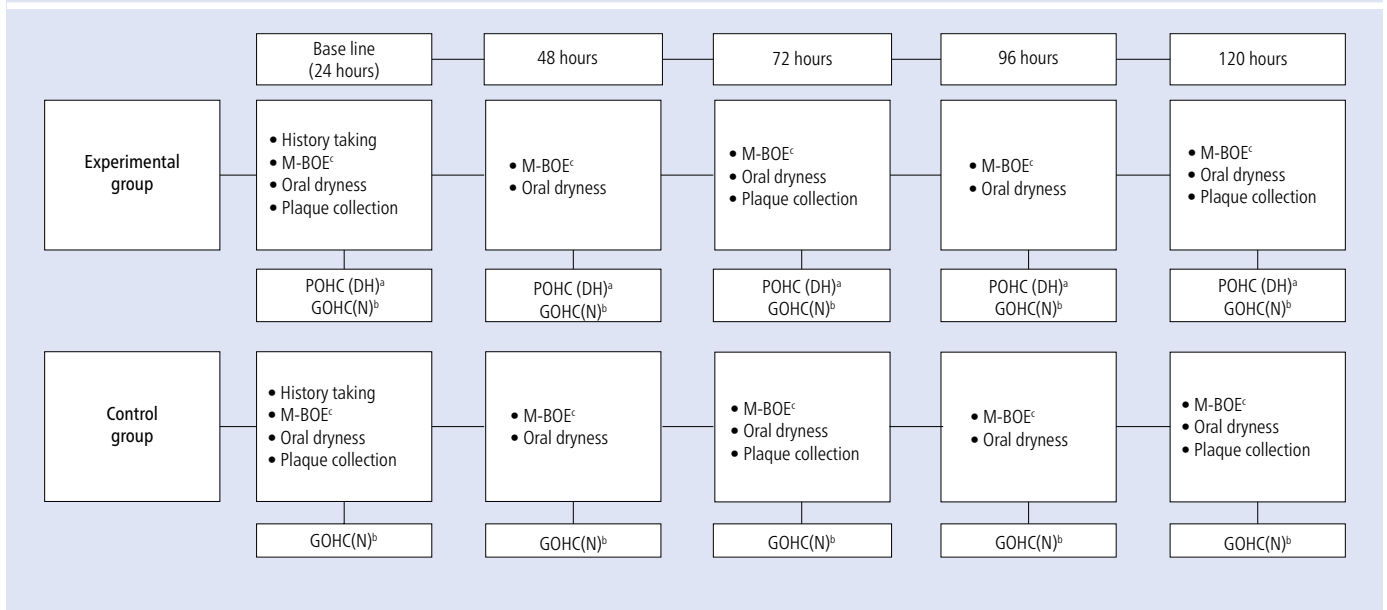 Base line
(24 hours)
48 hours
72 hours
96 hours
120 hours
Experimental
group
• History taking
• M-BOEᶜ
• Oral dryness
• Plaque collection
• M-BOEᶜ
• Oral dryness
• M-BOEᶜ
• Oral dryness
• Plaque collection
• M-BOEᶜ
• Oral dryness
• M-BOEᶜ
• Oral dryness
• Plaque collection
POHC (DH)ᵃ
GOHC(N)ᵇ
POHC (DH)ᵃ
GOHC(N)ᵇ
POHC (DH)ᵃ
GOHC(N)ᵇ
POHC (DH)ᵃ
GOHC(N)ᵇ
POHC (DH)ᵃ
GOHC(N)ᵇ
Control
group
• History taking
• M-BOEᶜ
• Oral dryness
• Plaque collection
• M-BOEᶜ
• Oral dryness
• M-BOEᶜ
• Oral dryness
• Plaque collection
• M-BOEᶜ
• Oral dryness
• M-BOEᶜ
• Oral dryness
• Plaque collection
GOHC(N)ᵇ
GOHC(N)ᵇ
GOHC(N)ᵇ
GOHC(N)ᵇ
GOHC(N)ᵇ